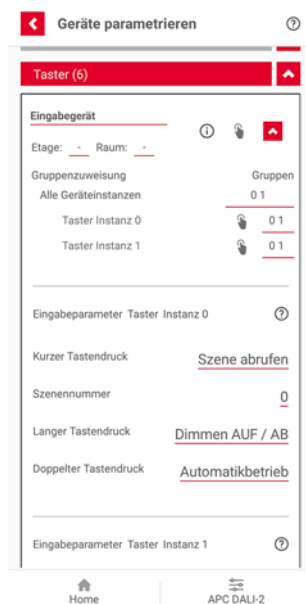 Geräte parametrieren
Taster (6)
Eingabegerät
Etage: - Raum: -
Gruppenzuweisung Gruppen
Alle Geräteinstanzen 0 1
Taster Instanz 0 0 1
Taster Instanz 1 0 1
Eingabeparameter Taster Instanz 0
Kurzer Tastendruck Szene abrufen
Szenennummer 0
Langer Tastendruck Dimmen AUF / AB
Doppelter Tastendruck Automatikbetrieb
Eingabeparameter Taster Instanz 1
Home APC DALI-2